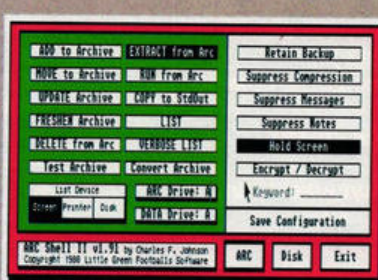 ADD to Archive
EXTRACT from Arc
MOVE to Archive
RUN from Arc
UPDATE Archive
COPY to StdOut
FRESHEN Archive
LIST
DELETE from Arc
VERBOSE LIST
Test Archive
Convert Archive
List Device
Screen Printer Disk
ARC Drive: A
DATA Drive: A
Retain Backup
Suppress Compression
Suppress Messages
Suppress Notes
Hold Screen
Encrypt / Decrypt
Keyword:
Save Configuration
ARC Shell II v1.91 by Charles F. Johnson
Copyright 1988 Little Green Footballs Software
ARC
Disk
Exit